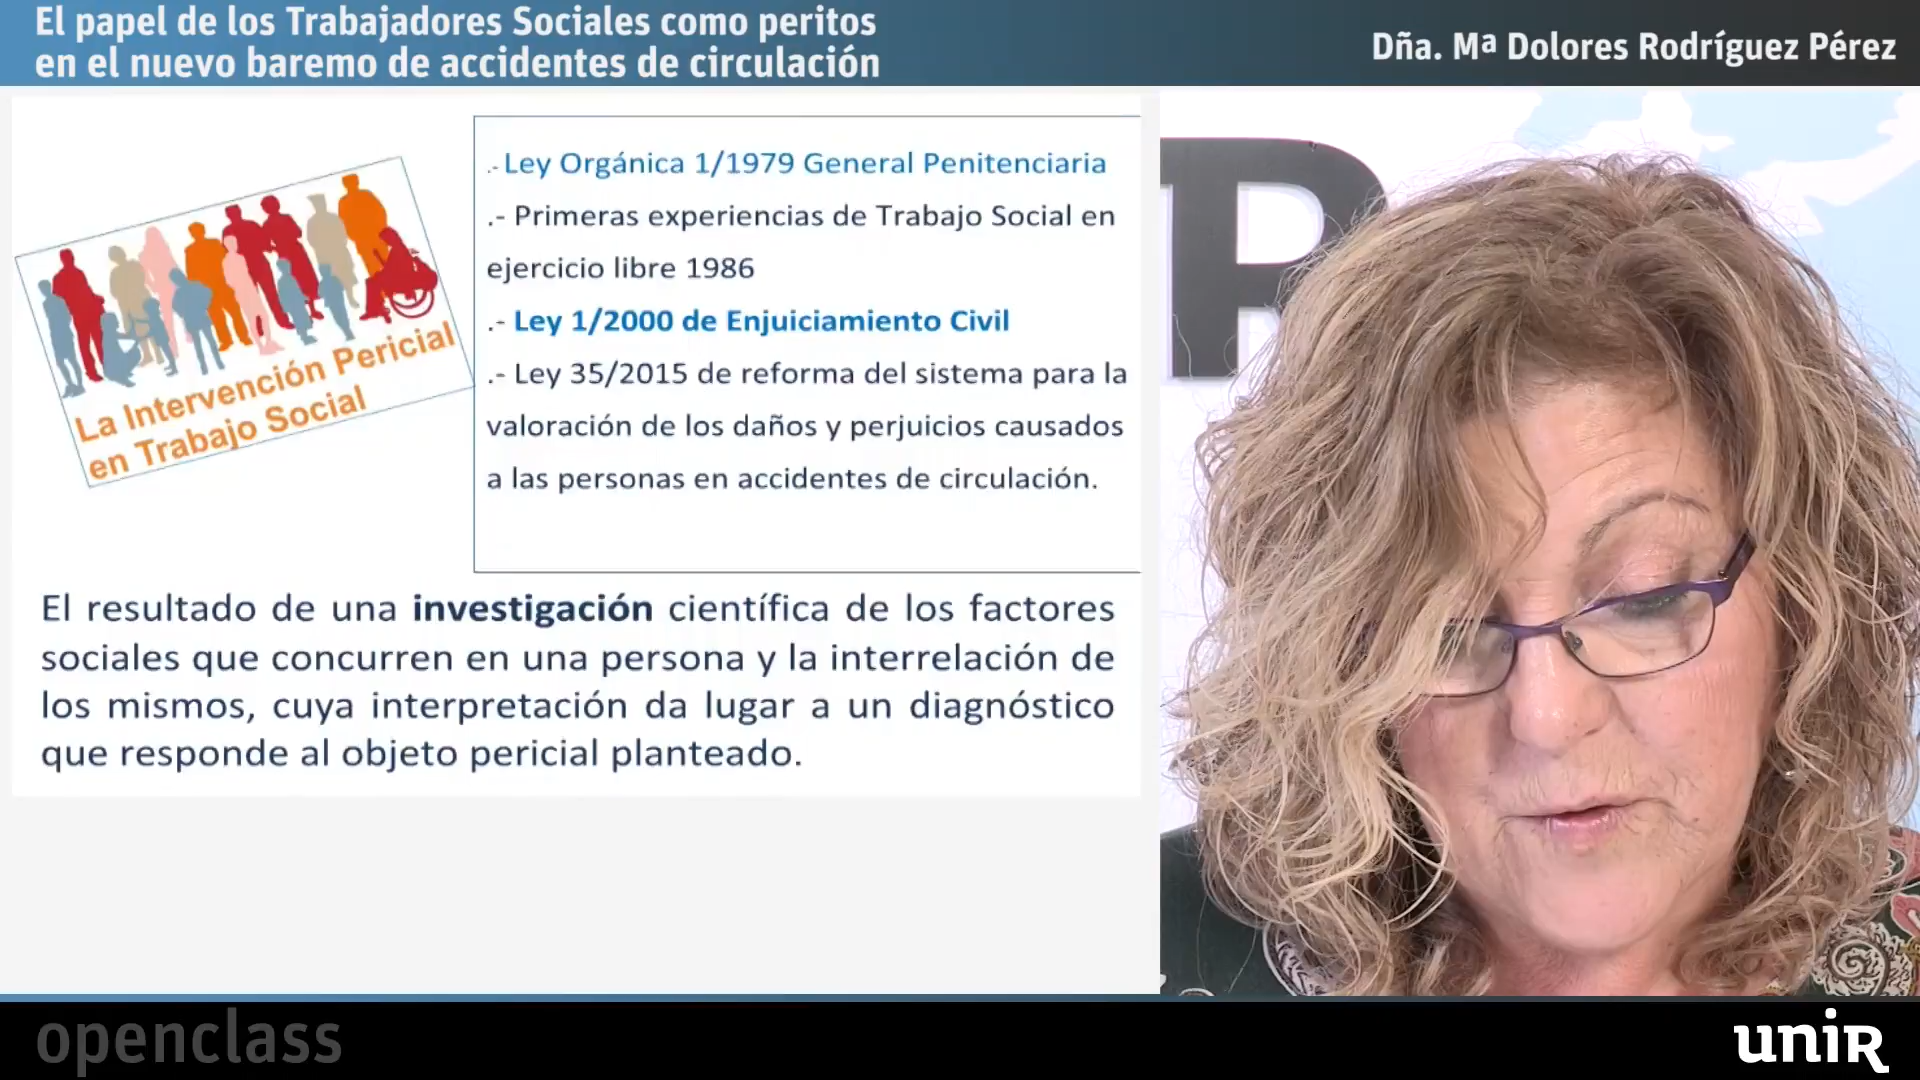 El papel de los Trabajadores Sociales como peritos
en el nuevo baremo de accidentes de circulación
Dña. Mª Dolores Rodríguez Pérez
La Intervención Pericial
en Trabajo Social
.- Ley Orgánica 1/1979 General Penitenciaria
.- Primeras experiencias de Trabajo Social en
ejercicio libre 1986
.- Ley 1/2000 de Enjuiciamiento Civil
.- Ley 35/2015 de reforma del sistema para la
valoración de los daños y perjuicios causados
a las personas en accidentes de circulación.
El resultado de una investigación científica de los factores
sociales que concurren en una persona y la interrelación de
los mismos, cuya interpretación da lugar a un diagnóstico
que responde al objeto pericial planteado.
R
openclass
uniR